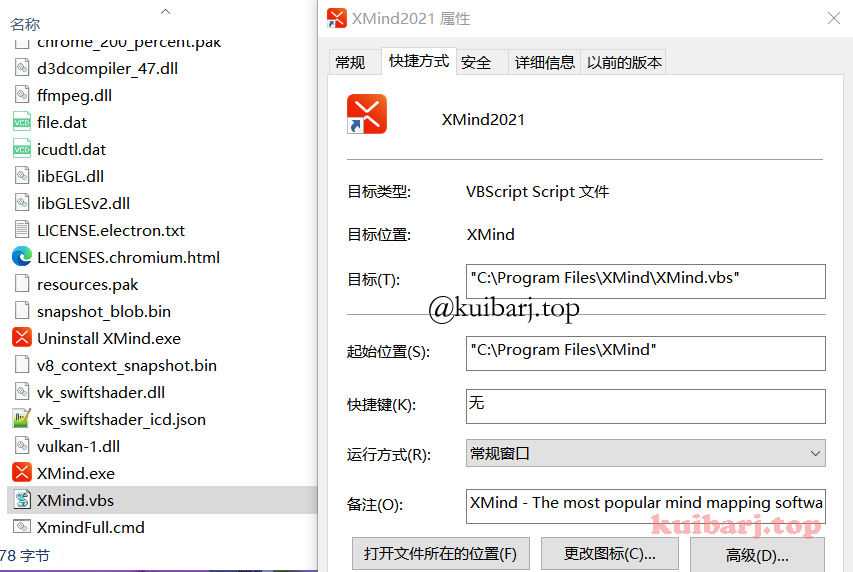 名称
chrome_200_percent.pak
d3dcompiler_47.dll
ffmpeg.dll
file.dat
icudtl.dat
libEGL.dll
libGLESv2.dll
LICENSE.electron.txt
LICENSES.chromium.html
resources.pak
snapshot_blob.bin
Uninstall XMind.exe
v8_context_snapshot.bin
vk_swiftshader.dll
vk_swiftshader_icd.json
vulkan-1.dll
XMind.exe
XMind.vbs
XmindFull.cmd
78 字节
XMind2021 属性
常规 快捷方式 安全 详细信息 以前的版本
XMind2021
目标类型: VBScript Script 文件
目标位置: XMind
目标(T): "C:\Program Files\XMind\XMind.vbs"
@kuibarj.top
起始位置(S): "C:\Program Files\XMind"
快捷键(K): 无
运行方式(R): 常规窗口
备注(O): XMind - The most popular mind mapping softwa
kuibarj.top
打开文件所在的位置(F) 更改图标(C)... 高级(D)...